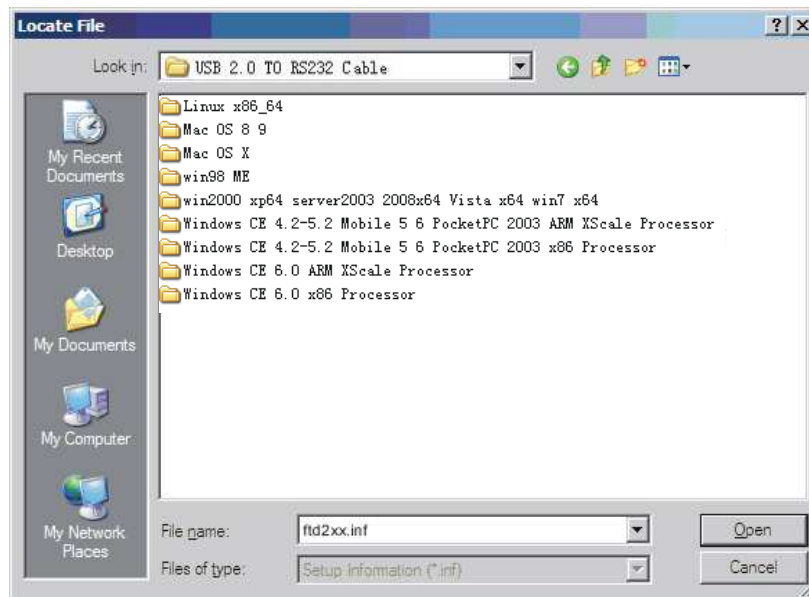 Locate File
Look in:
USB 2.0 TO RS232 Cable
My Recent
Documents
Desktop
My Documents
My Computer
My Network
Places
Linux x86_64
Mac OS 8 9
Mac OS X
win98 ME
win2000 xp64 server2003 2008x64 Vista x64 win7 x64
Windows CE 4.2-5.2 Mobile 5 6 PocketPC 2003 ARM XScale Processor
Windows CE 4.2-5.2 Mobile 5 6 PocketPC 2003 x86 Processor
Windows CE 6.0 ARM XScale Processor
Windows CE 6.0 x86 Processor
File name:
ftd2xx.inf
Open
Files of type:
Setup Information (*.inf)
Cancel